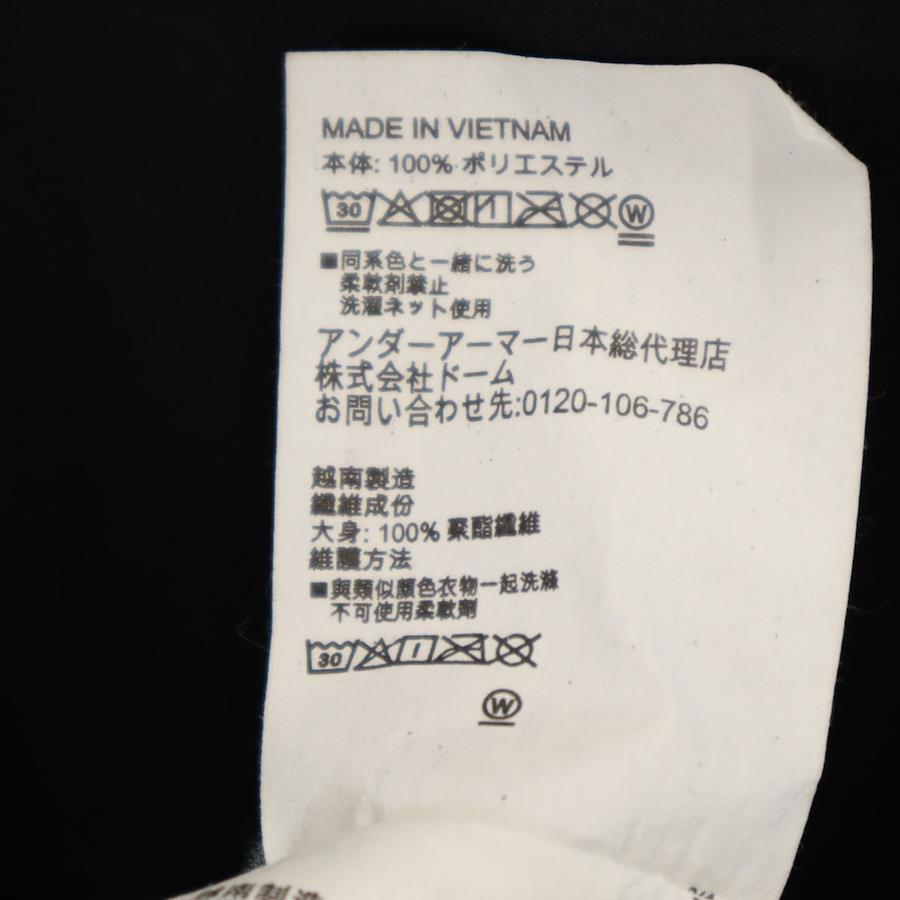 MADE IN VIETNAM
本体: 100% ポリエステル
30 W
■同系色と一緒に洗う
柔軟剤禁止
洗濯ネット使用
アンダーアーマー日本総代理店
株式会社ドーム
お問い合わせ先:0120-106-786
越南製造
纖維成份
大身: 100% 聚酯纖維
維護方法
■與類似顏色衣物一起洗滌
不可使用柔軟劑
30
W
南製造